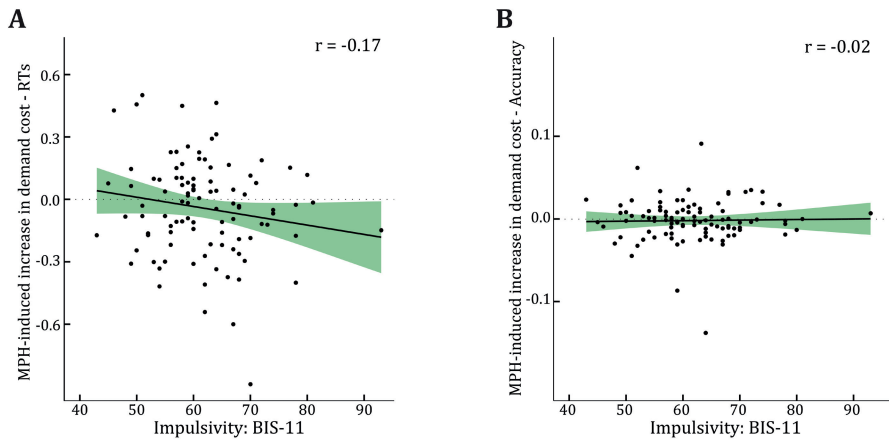 A
r = -0.17
MPH-induced increase in demand cost - RTs
0.6
0.3
0.0
-0.3
-0.6
40 50 60 70 80 90
Impulsivity: BIS-11
B
r = -0.02
MPH-induced increase in demand cost - Accuracy
0.1
0.0
-0.1
40 50 60 70 80 90
Impulsivity: BIS-11